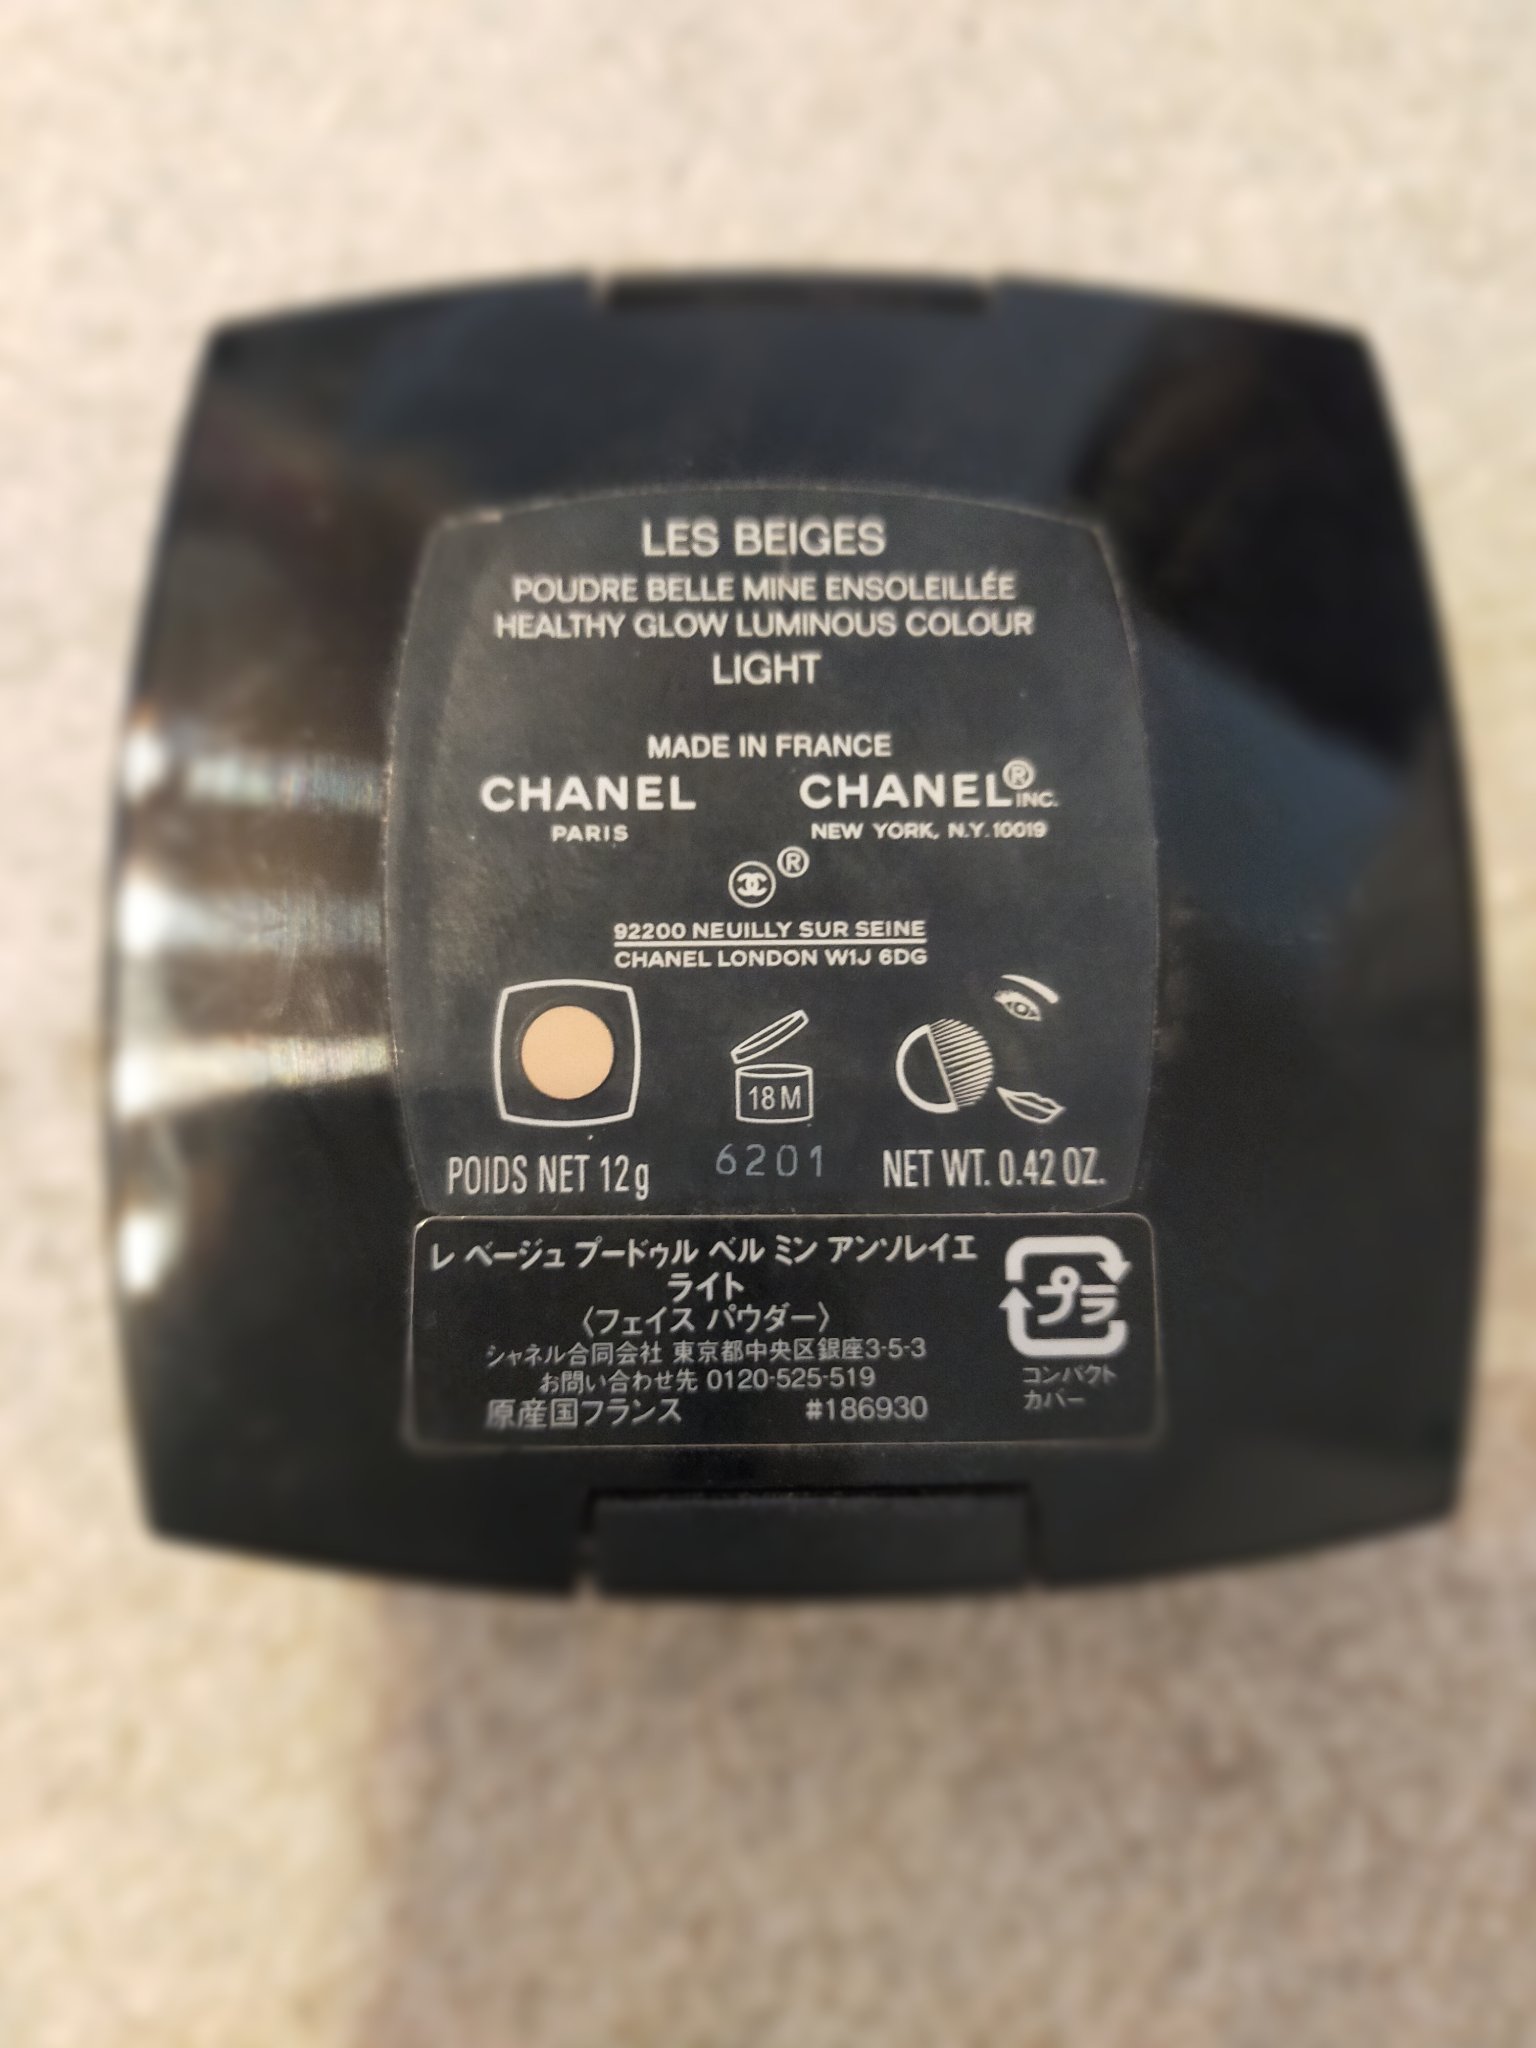 LES BEIGES
POUDRE BELLE MINE ENSOLEILLÉE
HEALTHY GLOW LUMINOUS COLOUR
LIGHT
MADE IN FRANCE
CHANEL CHANEL® INC.
PARIS NEW YORK, N.Y. 10019
®
92200 NEUILLY SUR SEINE
CHANEL LONDON W1J 6DG
18 M
POIDS NET 12g 6201 NET WT. 0.42 OZ.
レ ベージュ プードゥル ベル ミン アンソレイエ
ライト
〈フェイス パウダー〉
シャネル合同会社 東京都中央区銀座3-5-3
お問い合わせ先 0120-525-519
原産国フランス #186930
プラ
コンパクト
カバー